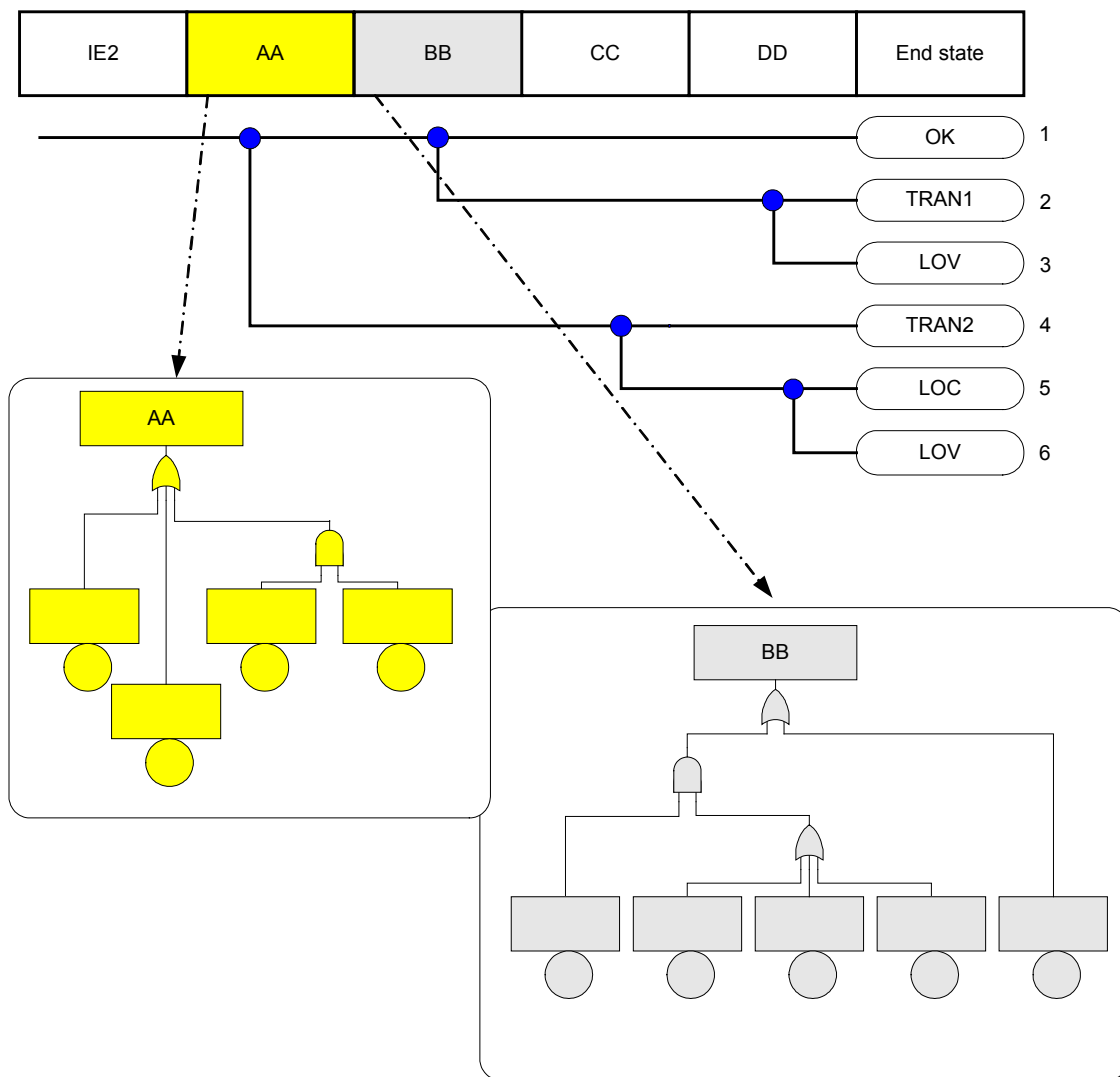 IE2 AA BB CC DD End state
OK 1
TRAN1 2
LOV 3
TRAN2 4
LOC 5
LOV 6
AA
BB